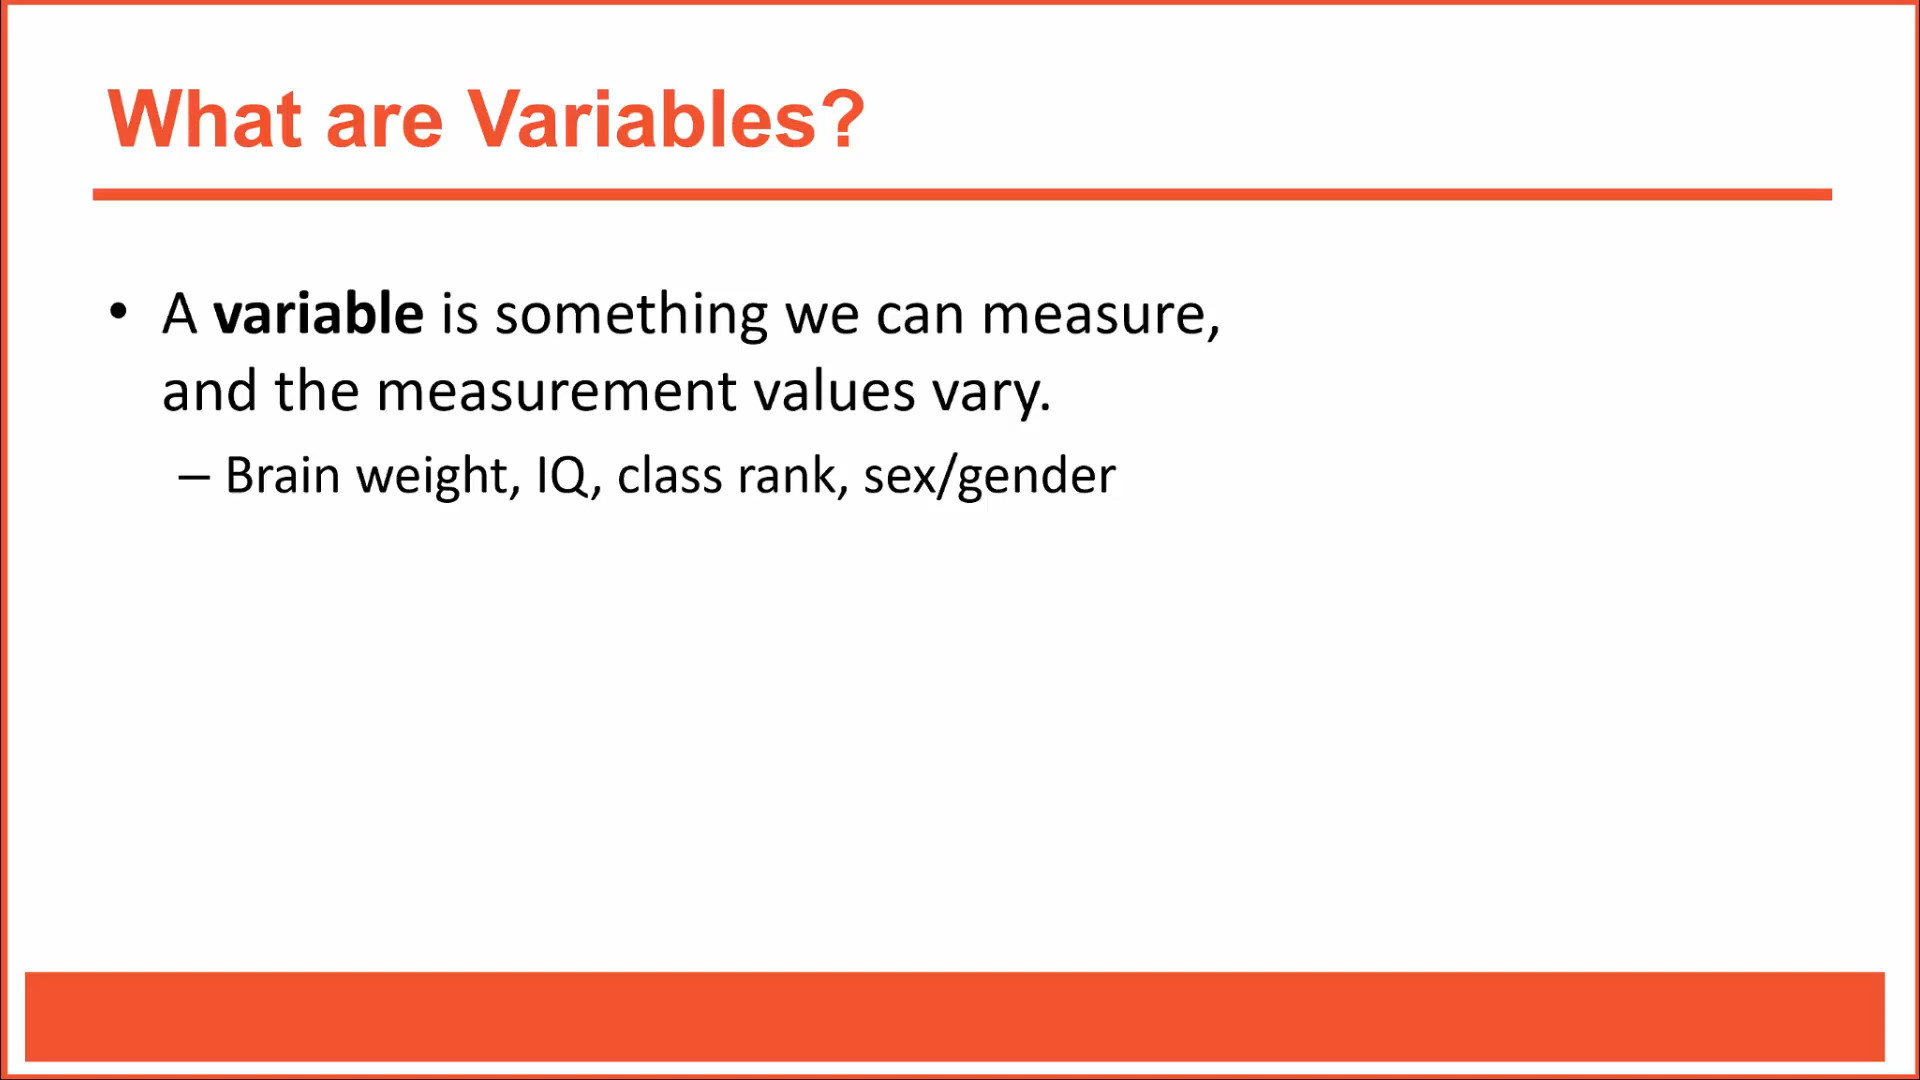 What are Variables?
• A variable is something we can measure,
and the measurement values vary.
– Brain weight, IQ, class rank, sex/gender